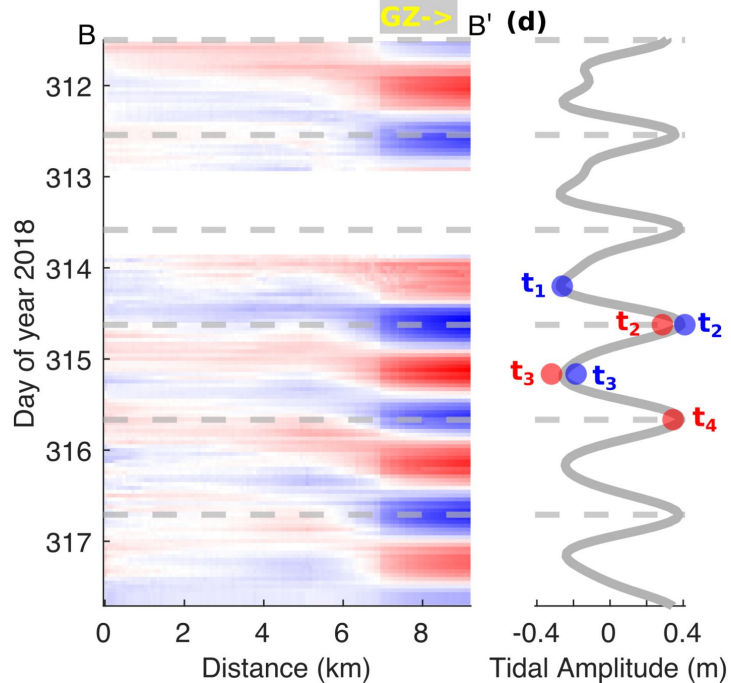 GZ->
B
B' (d)
312
313
314
315
316
317
Day of year 2018
0 2 4 6 8
Distance (km)
t1
t2 t2
t3 t3
t4
-0.4 0 0.4
Tidal Amplitude (m)